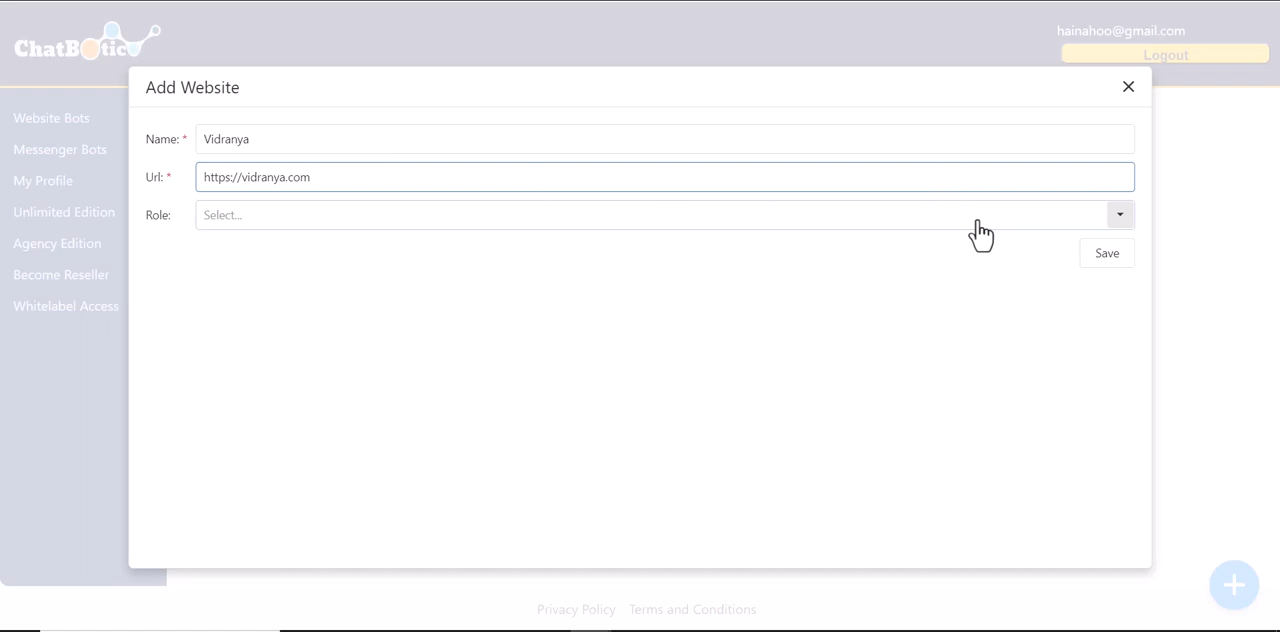 ChatBotic
hainahoo@gmail.com
Logout
Add Website
Website Bots
Messenger Bots
My Profile
Unlimited Edition
Agency Edition
Become Reseller
Whitelabel Access
Name: * Vidranya
Url: * https://vidranya.com
Role: Select...
Save
Privacy Policy Terms and Conditions